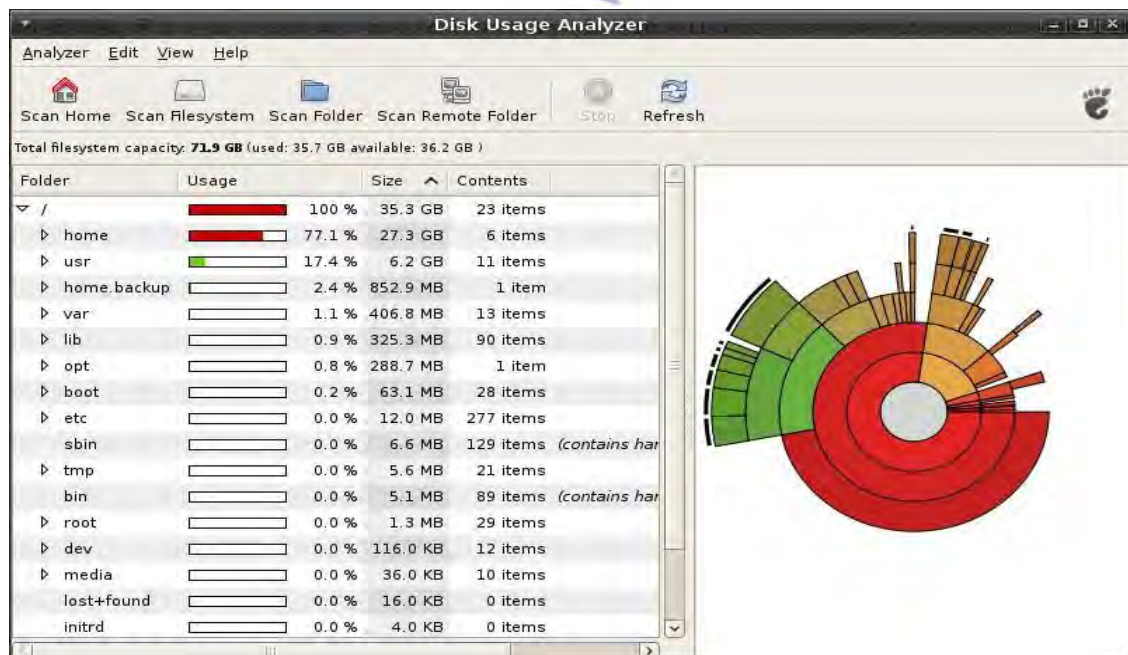 Disk Usage Analyzer
Analyzer Edit View Help
Scan Home Scan Filesystem Scan Folder Scan Remote Folder Stop Refresh
Total filesystem capacity: 71.9 GB (used: 35.7 GB available: 36.2 GB )
Folder Usage Size Contents
/ 100 % 35.3 GB 23 items
home 77.1 % 27.3 GB 6 items
usr 17.4 % 6.2 GB 11 items
home.backup 2.4 % 852.9 MB 1 item
var 1.1 % 406.8 MB 13 items
lib 0.9 % 325.3 MB 90 items
opt 0.8 % 288.7 MB 1 item
boot 0.2 % 63.1 MB 28 items
etc 0.0 % 12.0 MB 277 items
sbin 0.0 % 6.6 MB 129 items (contains har
tmp 0.0 % 5.6 MB 21 items
bin 0.0 % 5.1 MB 89 items (contains har
root 0.0 % 1.3 MB 29 items
dev 0.0 % 116.0 KB 12 items
media 0.0 % 36.0 KB 10 items
lost+found 0.0 % 16.0 KB 0 items
initrd 0.0 % 4.0 KB 0 items